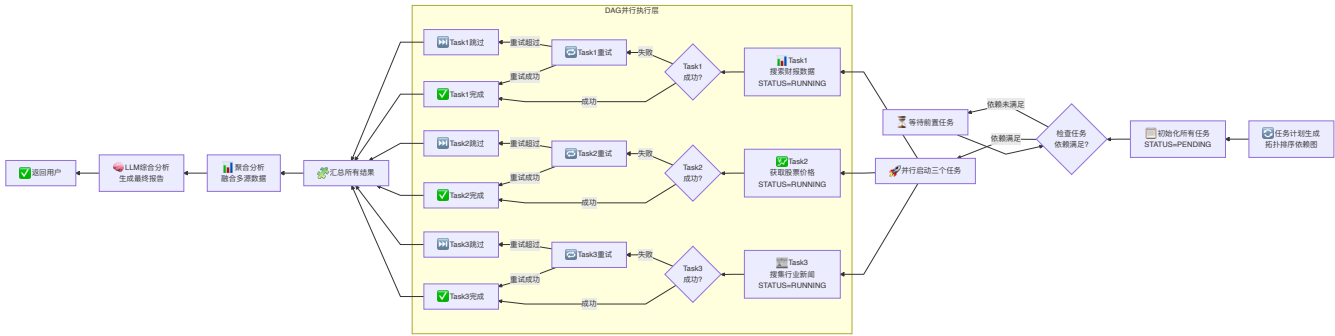 DAG并行执行层
🔄任务计划生成
拓扑排序依赖图
📋初始化所有任务
STATUS=PENDING
检查任务
依赖满足?
依赖未满足
依赖满足
⏳等待前置任务
🚀并行启动三个任务
📊Task1
搜索财报数据
STATUS=RUNNING
Task1
成功?
失败
成功
🔁Task1重试
重试超过
重试成功
⏭️Task1跳过
✅Task1完成
💹Task2
获取股票价格
STATUS=RUNNING
Task2
成功?
失败
成功
🔁Task2重试
重试超过
重试成功
⏭️Task2跳过
✅Task2完成
📰Task3
搜集行业新闻
STATUS=RUNNING
Task3
成功?
失败
成功
🔁Task3重试
重试超过
重试成功
⏭️Task3跳过
✅Task3完成
🧩汇总所有结果
📊聚合分析
融合多源数据
🧠LLM综合分析
生成最终报告
✅返回用户